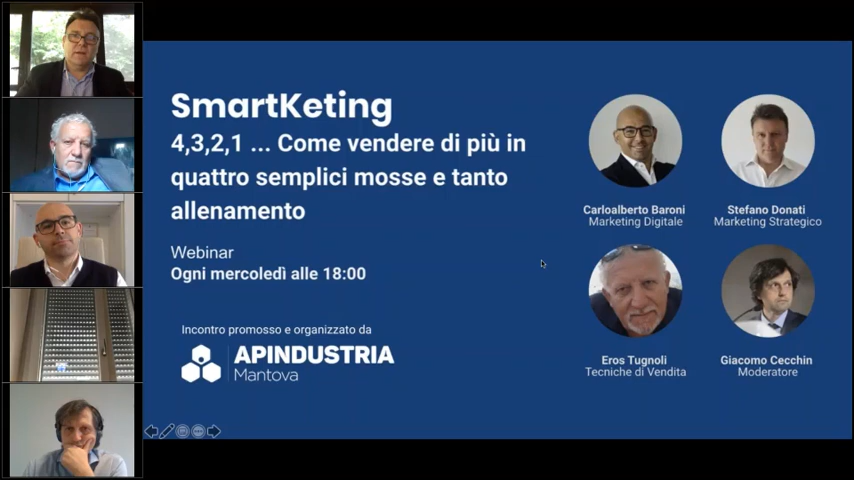 SmartKeting
4,3,2,1 ... Come vendere di più in
quattro semplici mosse e tanto
allenamento
Webinar
Ogni mercoledì alle 18:00
Incontro promosso e organizzato da
APINDUSTRIA
Mantova
Carloalberto Baroni
Marketing Digitale
Stefano Donati
Marketing Strategico
Eros Tugnoli
Tecniche di Vendita
Giacomo Cecchin
Moderatore